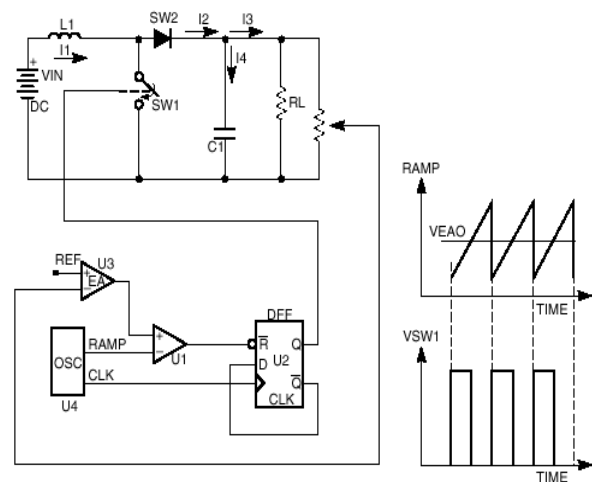 L1
SW2
I2
I3
I1
I4
+
VIN
DC
SW1
C1
RL
RAMP
VEAO
TIME
VSW1
TIME
REF
U3
+
EA
−
DFF
OSC
RAMP
CLK
U4
+
−
U1
R
Q
D
U2
Q
CLK